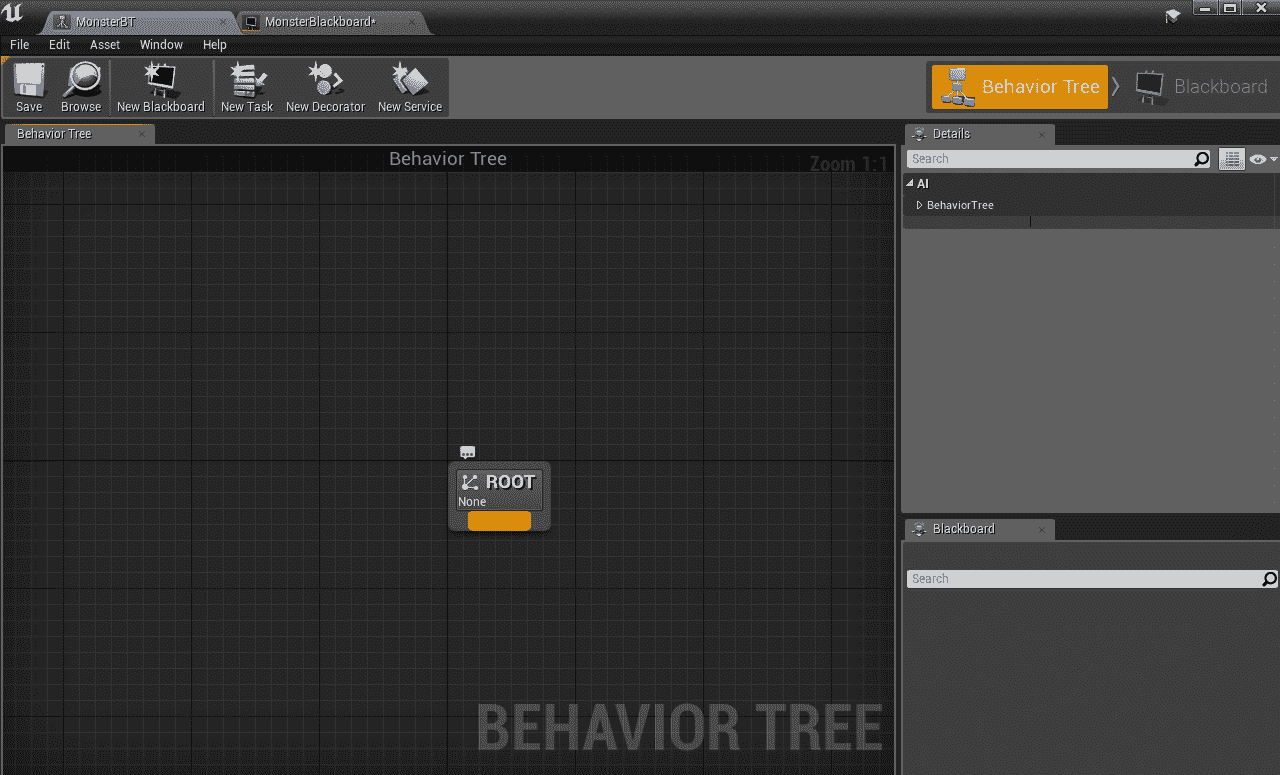 MonsterBT
MonsterBlackboard*
File Edit Asset Window Help
Save Browse New Blackboard New Task New Decorator New Service
Behavior Tree Blackboard
Behavior Tree
Behavior Tree
Zoom 1:1
ROOT
None
BEHAVIOR TREE
Details
Search
AI
BehaviorTree
Blackboard
Search